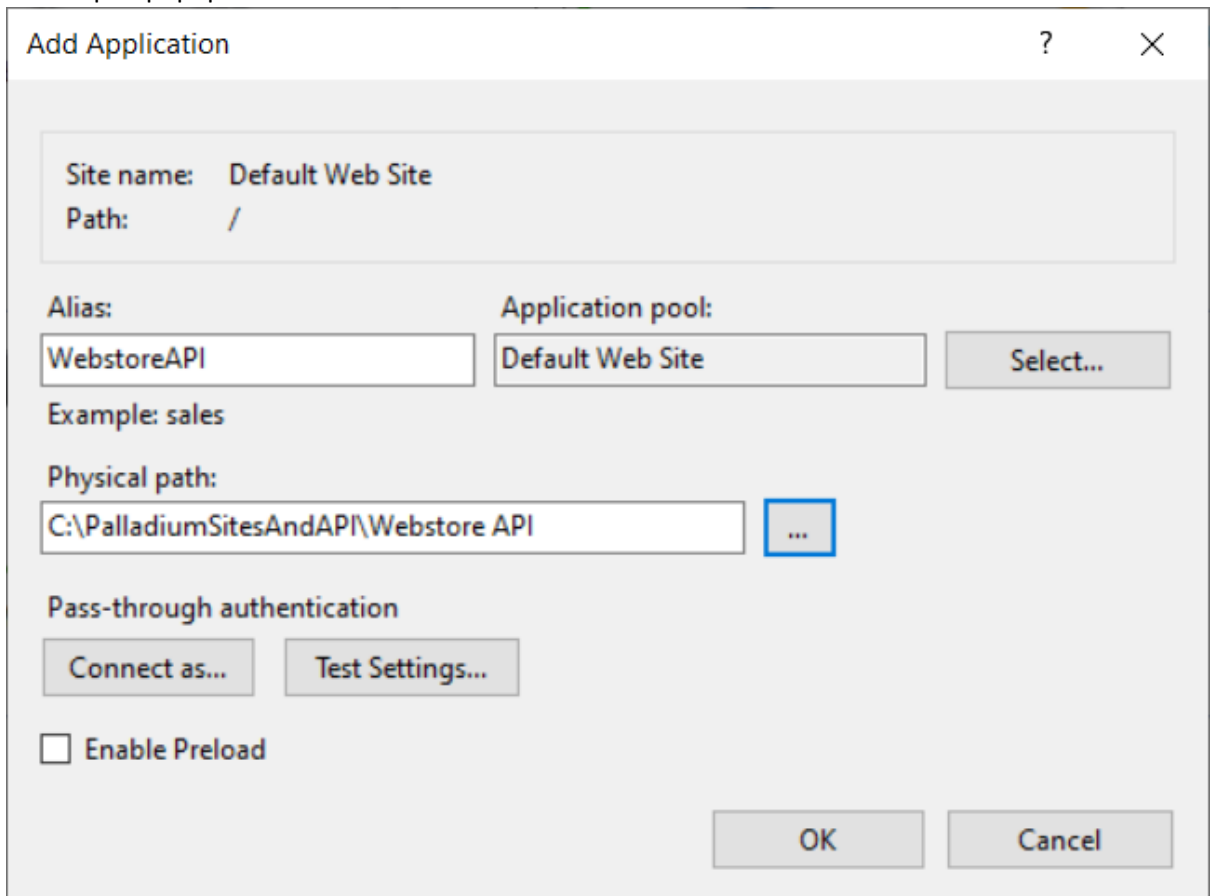 Add Application
?
Site name: Default Web Site
Path: /
Alias: Application pool:
WebstoreAPI Default Web Site Select...
Example: sales
Physical path:
C:\PalladiumSitesAndAPI\Webstore API ...
Pass-through authentication
Connect as... Test Settings...
Enable Preload
OK Cancel